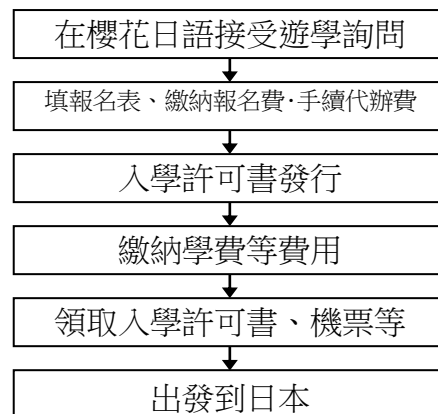 在櫻花日語接受遊學詢問
填報名表、繳納報名費·手續代辦費
入學許可書發行
繳納學費等費用
領取入學許可書、機票等
出發到日本